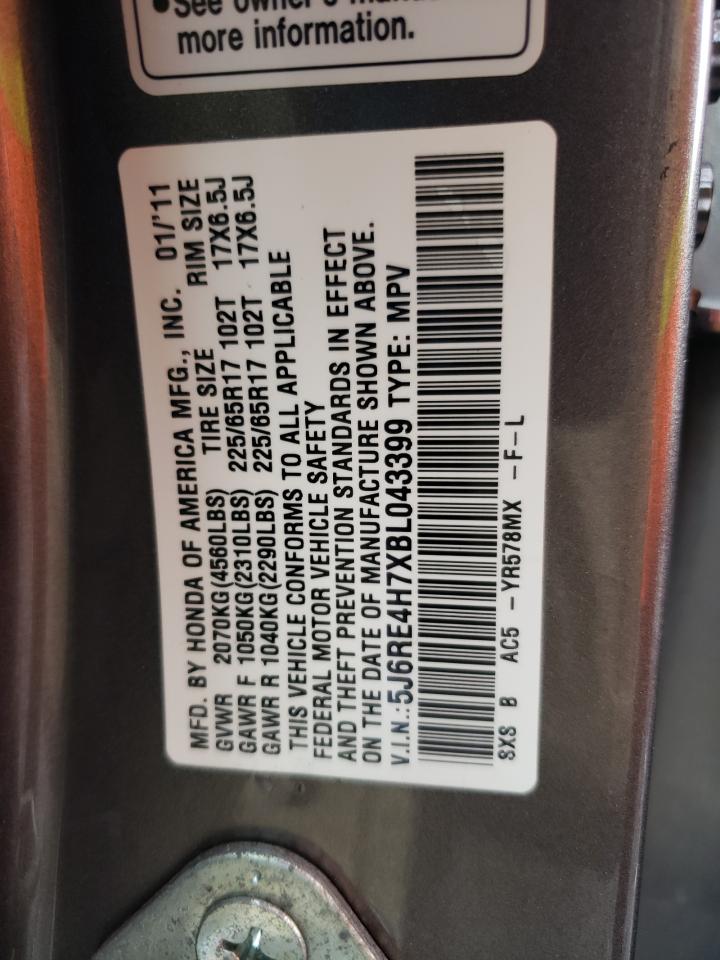 See owner's
more information.
MFD. BY HONDA OF AMERICA MFG., INC. 01/'11
GVWR 2070KG(4560LBS) TIRE SIZE RIM SIZE
GAWR F 1050KG(2310LBS) 225/65R17 102T 17X6.5J
GAWR R 1040KG(2290LBS) 225/65R17 102T 17X6.5J
THIS VEHICLE CONFORMS TO ALL APPLICABLE
FEDERAL MOTOR VEHICLE SAFETY
AND THEFT PREVENTION STANDARDS IN EFFECT
ON THE DATE OF MANUFACTURE SHOWN ABOVE.
V.I.N.:5J6RE4H7XBL043399 TYPE: MPV
SXS B AC5 -YR578MX -F-L